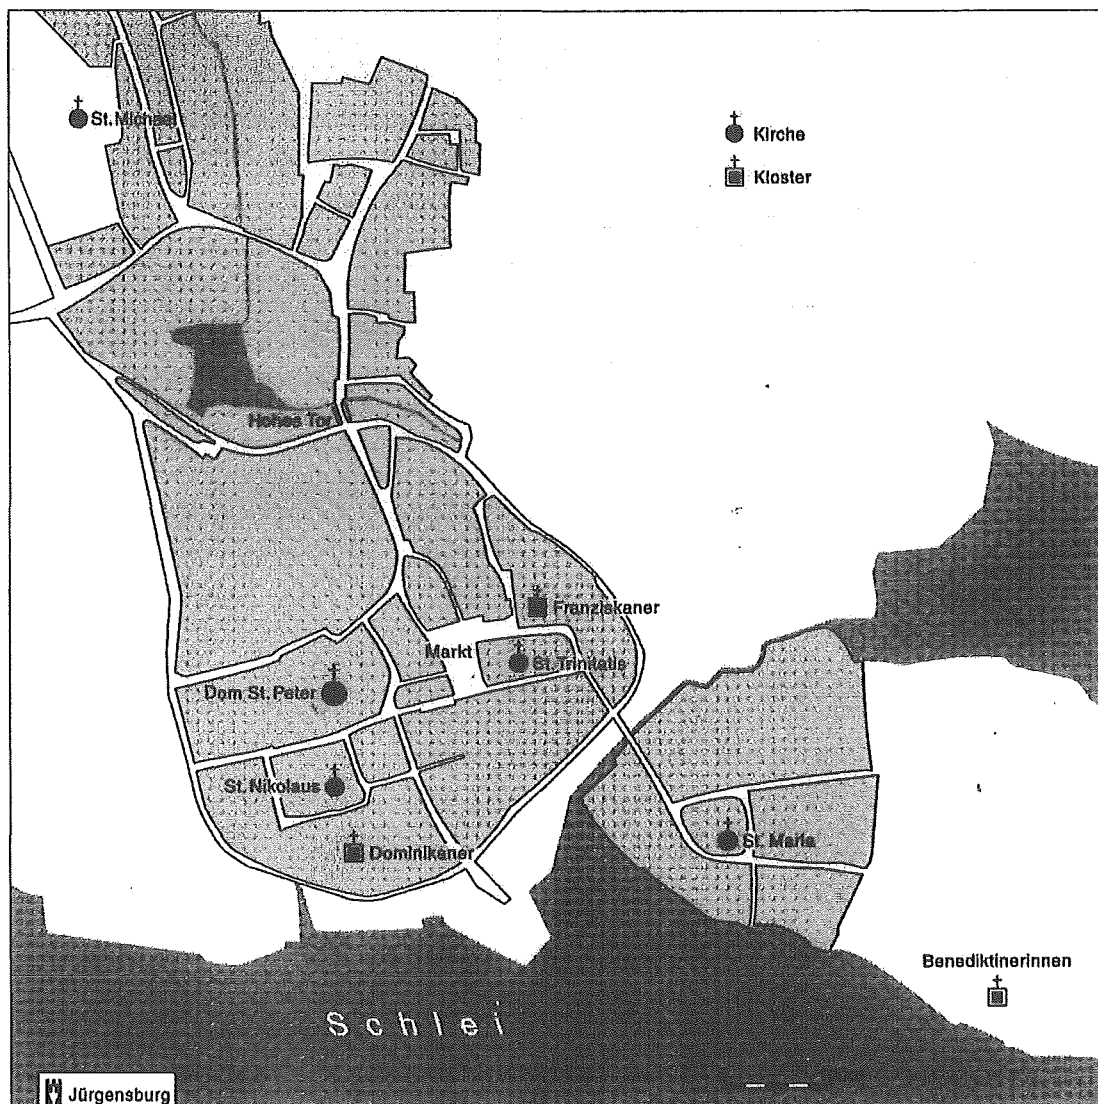 St. Michael
Kirche
Kloster
Hohes Tor
Franziskaner
Markt
St. Trinitatis
Dom St. Peter
St. Nikolaus
St. Maria
Dominikaner
Benediktinerinnen
Schlei
Jürgensburg